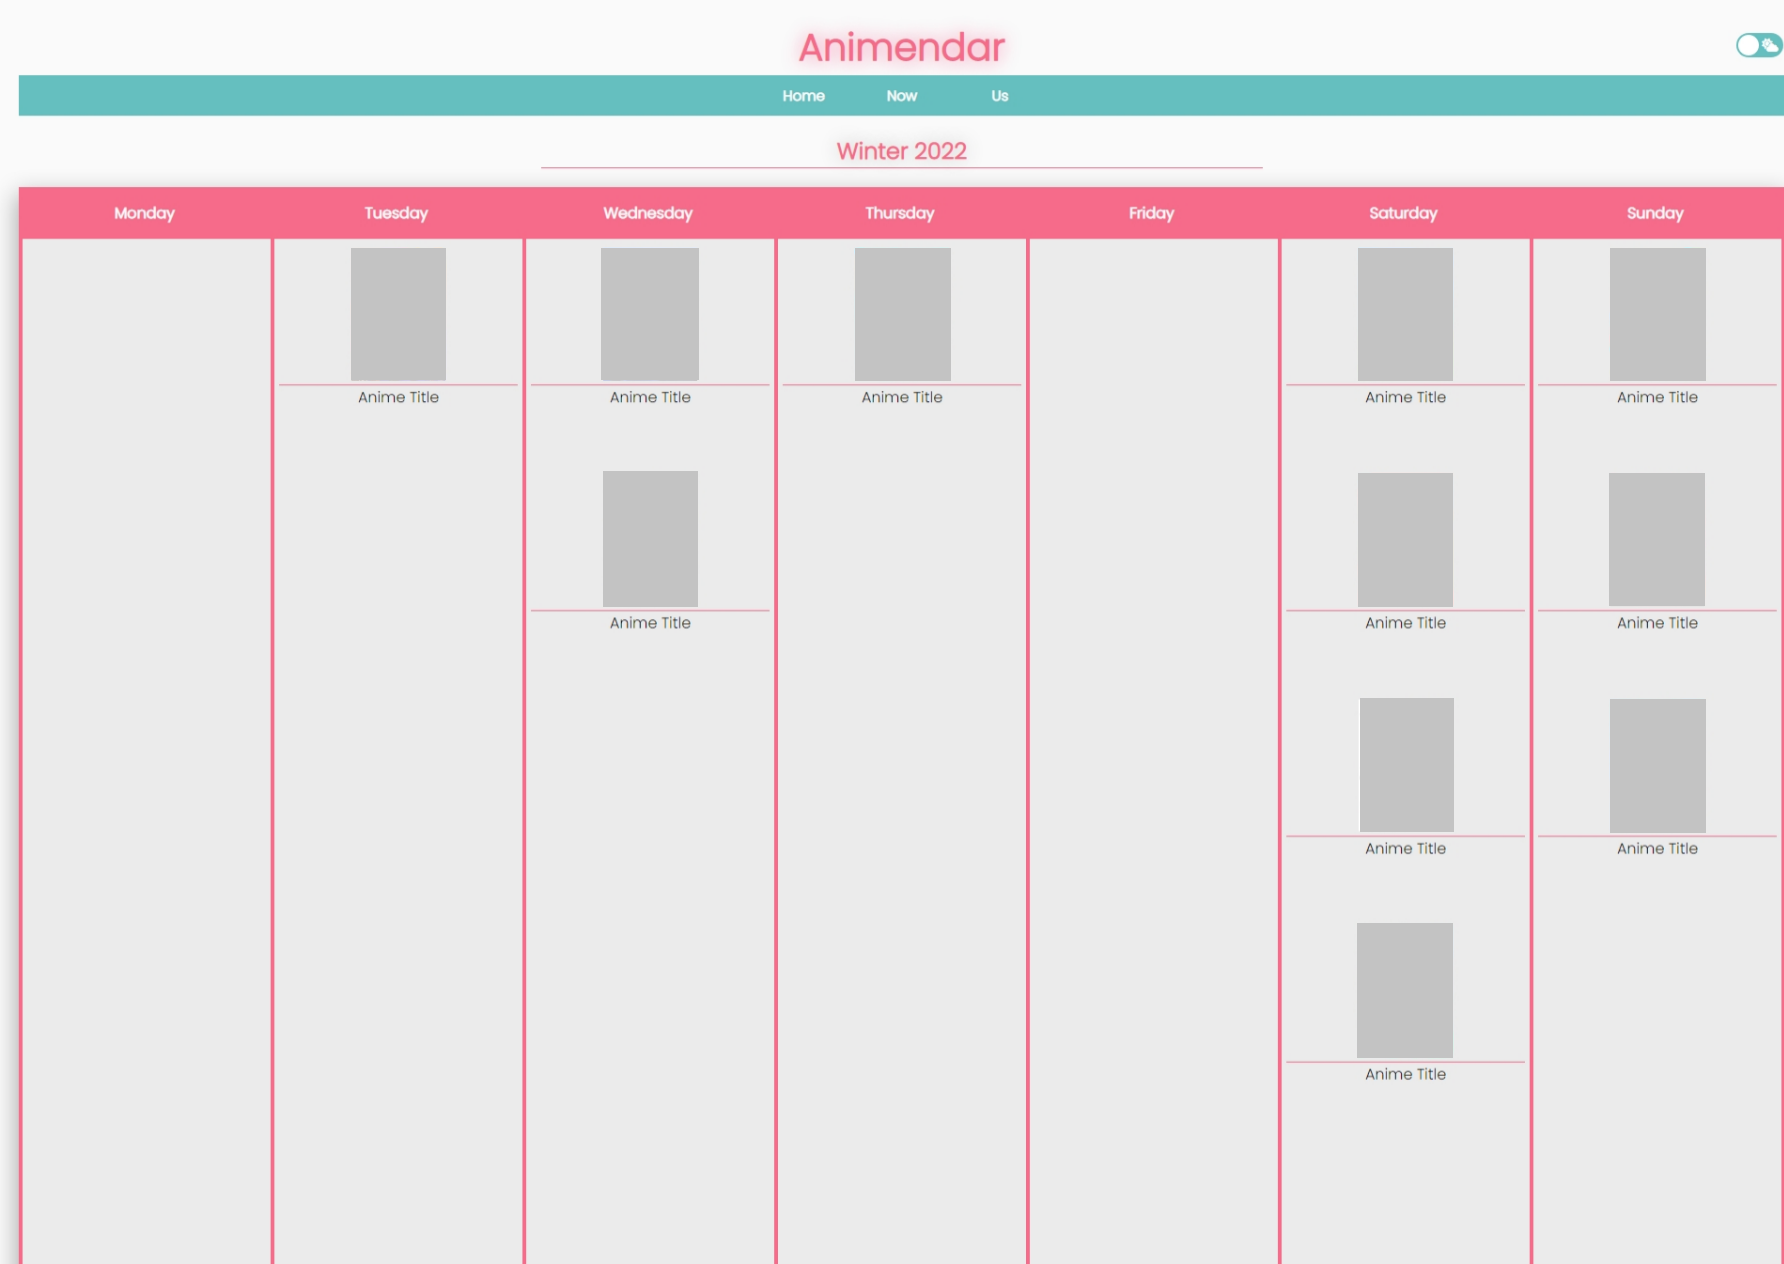 Animendar
Home Now Us
Winter 2022
Monday Tuesday Wednesday Thursday Friday Saturday Sunday
Anime Title Anime Title Anime Title Anime Title Anime Title
Anime Title Anime Title Anime Title
Anime Title Anime Title
Anime Title